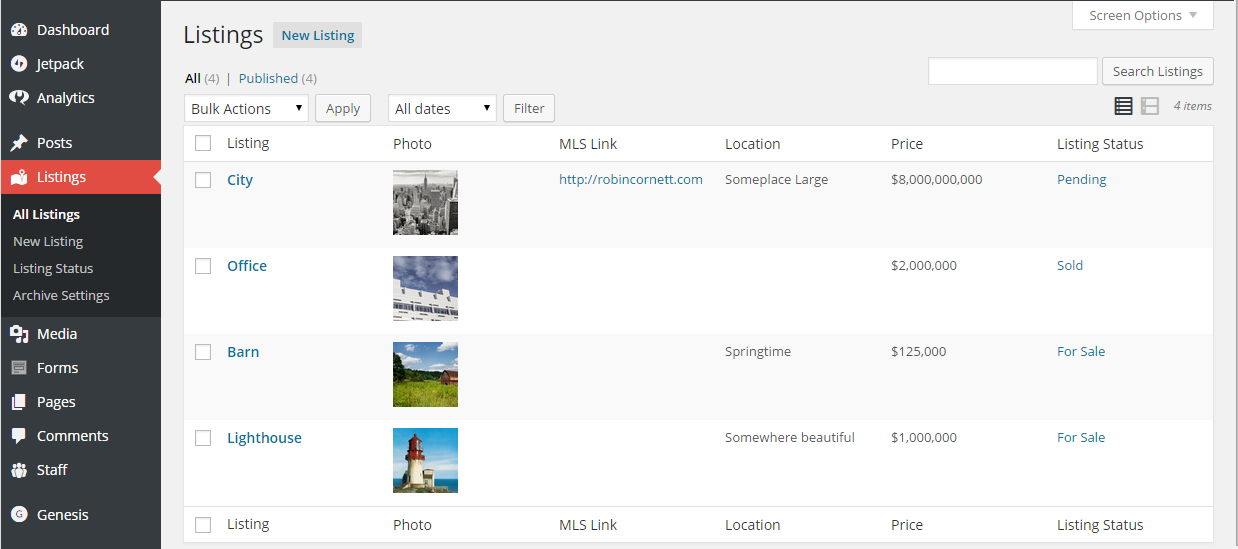 Dashboard
Jetpack
Analytics
Posts
Listings
All Listings
New Listing
Listing Status
Archive Settings
Media
Forms
Pages
Comments
Staff
G Genesis
Screen Options
Listings New Listing
All (4) | Published (4)
Search Listings
Bulk Actions Apply All dates Filter
4 items
Listing Photo MLS Link Location Price Listing Status
City http://robincornett.com Someplace Large $8,000,000,000 Pending
Office $2,000,000 Sold
Barn Springtime $125,000 For Sale
Lighthouse Somewhere beautiful $1,000,000 For Sale
Listing Photo MLS Link Location Price Listing Status